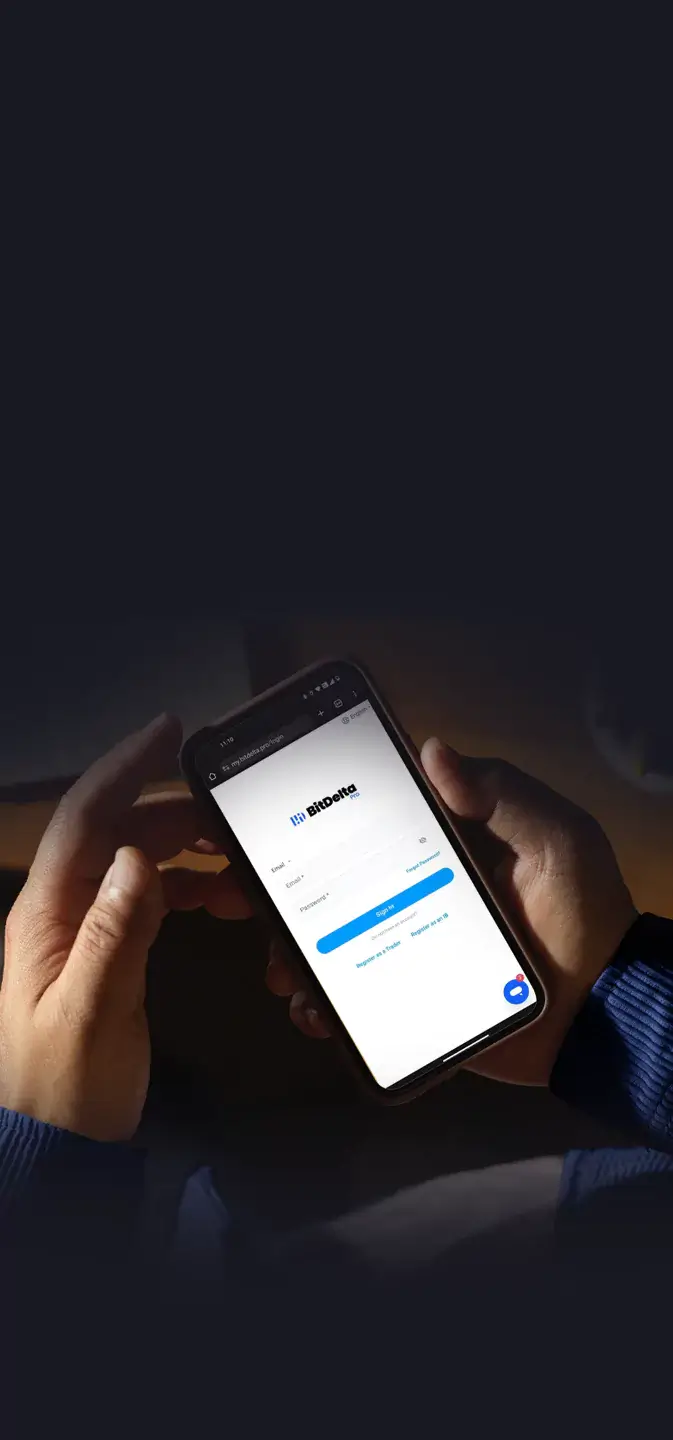 11:10
my.bitdelta.pro/login
English
BitDelta
Pro
Email
Email *
Password *
Forgot Password?
Sign In
Register as a Trader
Register as an IB